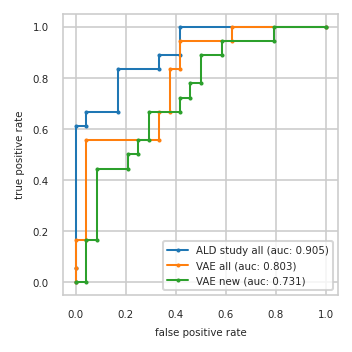 true positive rate
1.0
0.8
0.6
0.4
0.2
0.0
ALD study all (auc: 0.905)
VAE all (auc: 0.803)
VAE new (auc: 0.731)
0.0 0.2 0.4 0.6 0.8 1.0
false positive rate